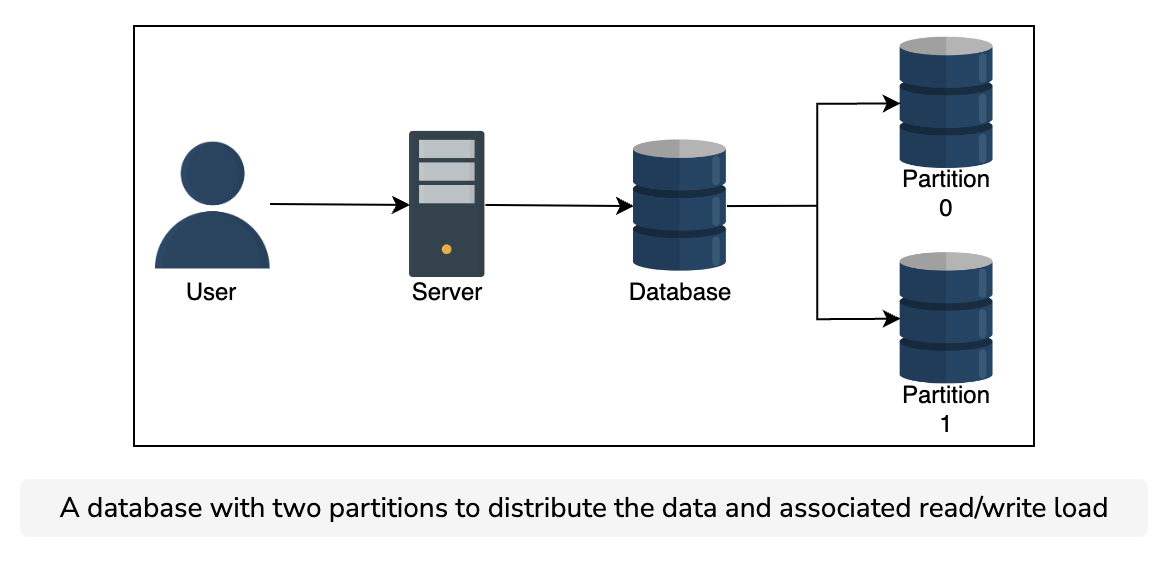 User
Server
Database
Partition
0
Partition
1
A database with two partitions to distribute the data and associated read/write load